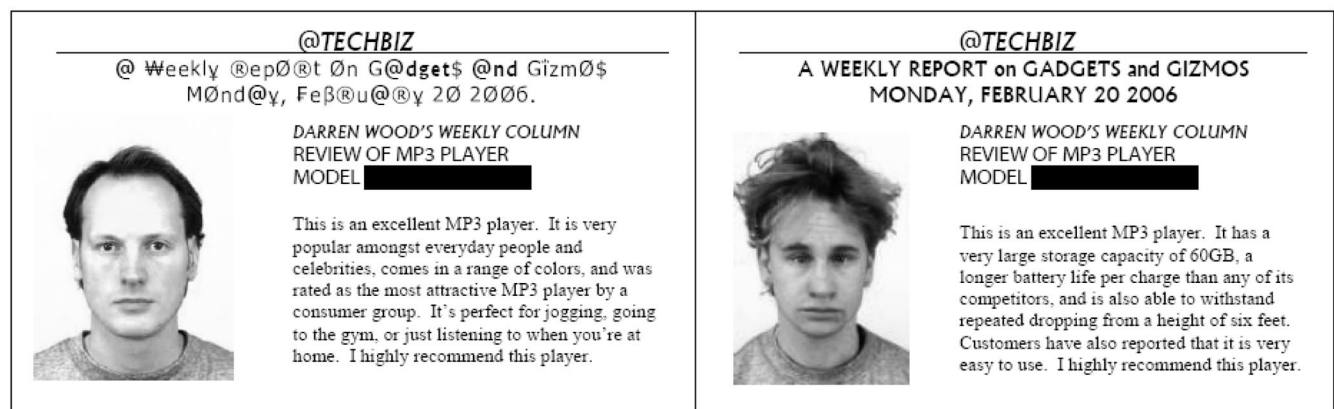 @TECHBIZ
@ ₩eekly ®epØ®t Øn G@dget$ @nd GïzmØ$
MØnd@y, ₣eβ®u@®y 2Ø 2ØØ6.
DARREN WOOD'S WEEKLY COLUMN
REVIEW OF MP3 PLAYER
MODEL
This is an excellent MP3 player. It is very
popular amongst everyday people and
celebrities, comes in a range of colors, and was
rated as the most attractive MP3 player by a
consumer group. It's perfect for jogging, going
to the gym, or just listening to when you're at
home. I highly recommend this player.
@TECHBIZ
A WEEKLY REPORT on GADGETS and GIZMOS
MONDAY, FEBRUARY 20 2006
DARREN WOOD'S WEEKLY COLUMN
REVIEW OF MP3 PLAYER
MODEL
This is an excellent MP3 player. It has a
very large storage capacity of 60GB, a
longer battery life per charge than any of its
competitors, and is also able to withstand
repeated dropping from a height of six feet.
Customers have also reported that it is very
easy to use. I highly recommend this player.